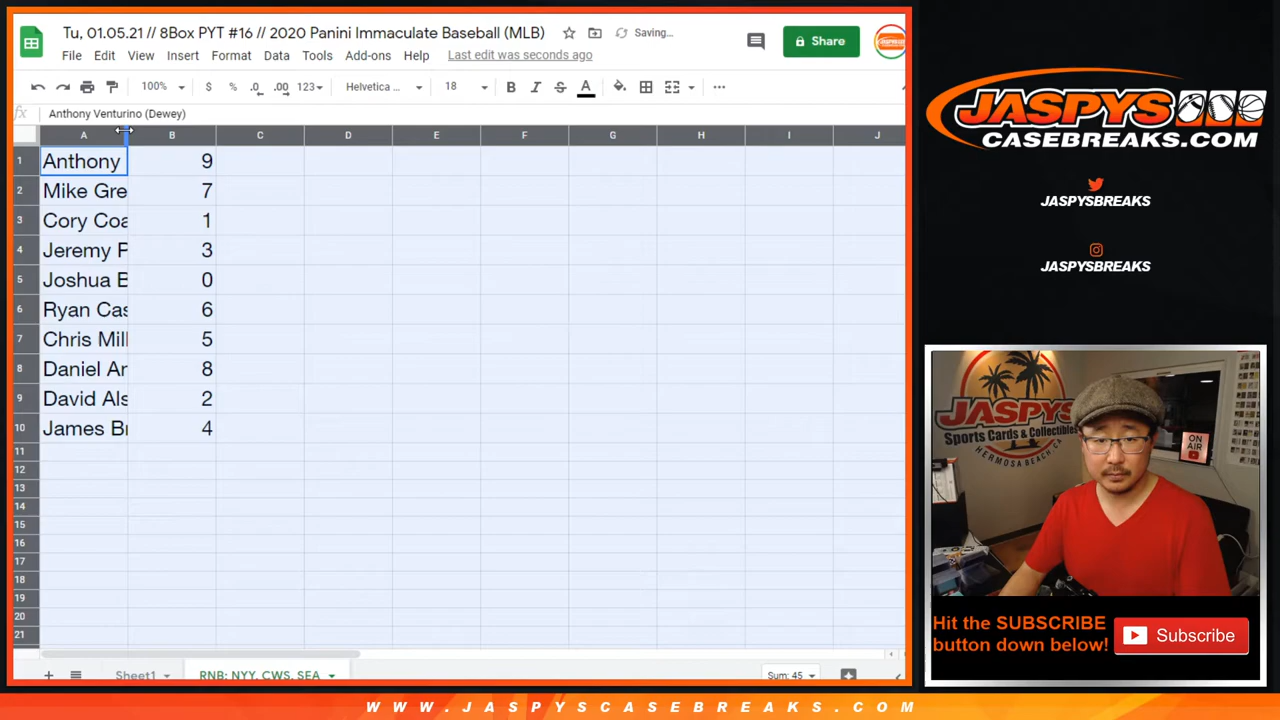 Tu, 01.05.21 // 8Box PYT #16 // 2020 Panini Immaculate Baseball (MLB) Saving...
File Edit View Insert Format Data Tools Add-ons Help Last edit was seconds ago
Share
100% $ % .0 .00 123 Helvetica ... 18 B I S A ...
fx Anthony Venturino (Dewey)
A B C D E F G H I J
1 Anthony 9
2 Mike Gre 7
3 Cory Coa 1
4 Jeremy P 3
5 Joshua B 0
6 Ryan Cas 6
7 Chris Mill 5
8 Daniel Ar 8
9 David Als 2
10 James Br 4
11
12
13
14
15
16
17
18
19
20
21
+ Sheet1 RNB: NYY, CWS, SEA Sum: 45
JASPYS
CASEBREAKS.COM
JASPYSBREAKS
JASPYSBREAKS
JASPYS
Sports Cards & Collectibles
HERMOSA BEACH, CA
ON AIR
Hit the SUBSCRIBE
button down below!
Subscribe
WWW.JASPYSCASEBREAKS.COM